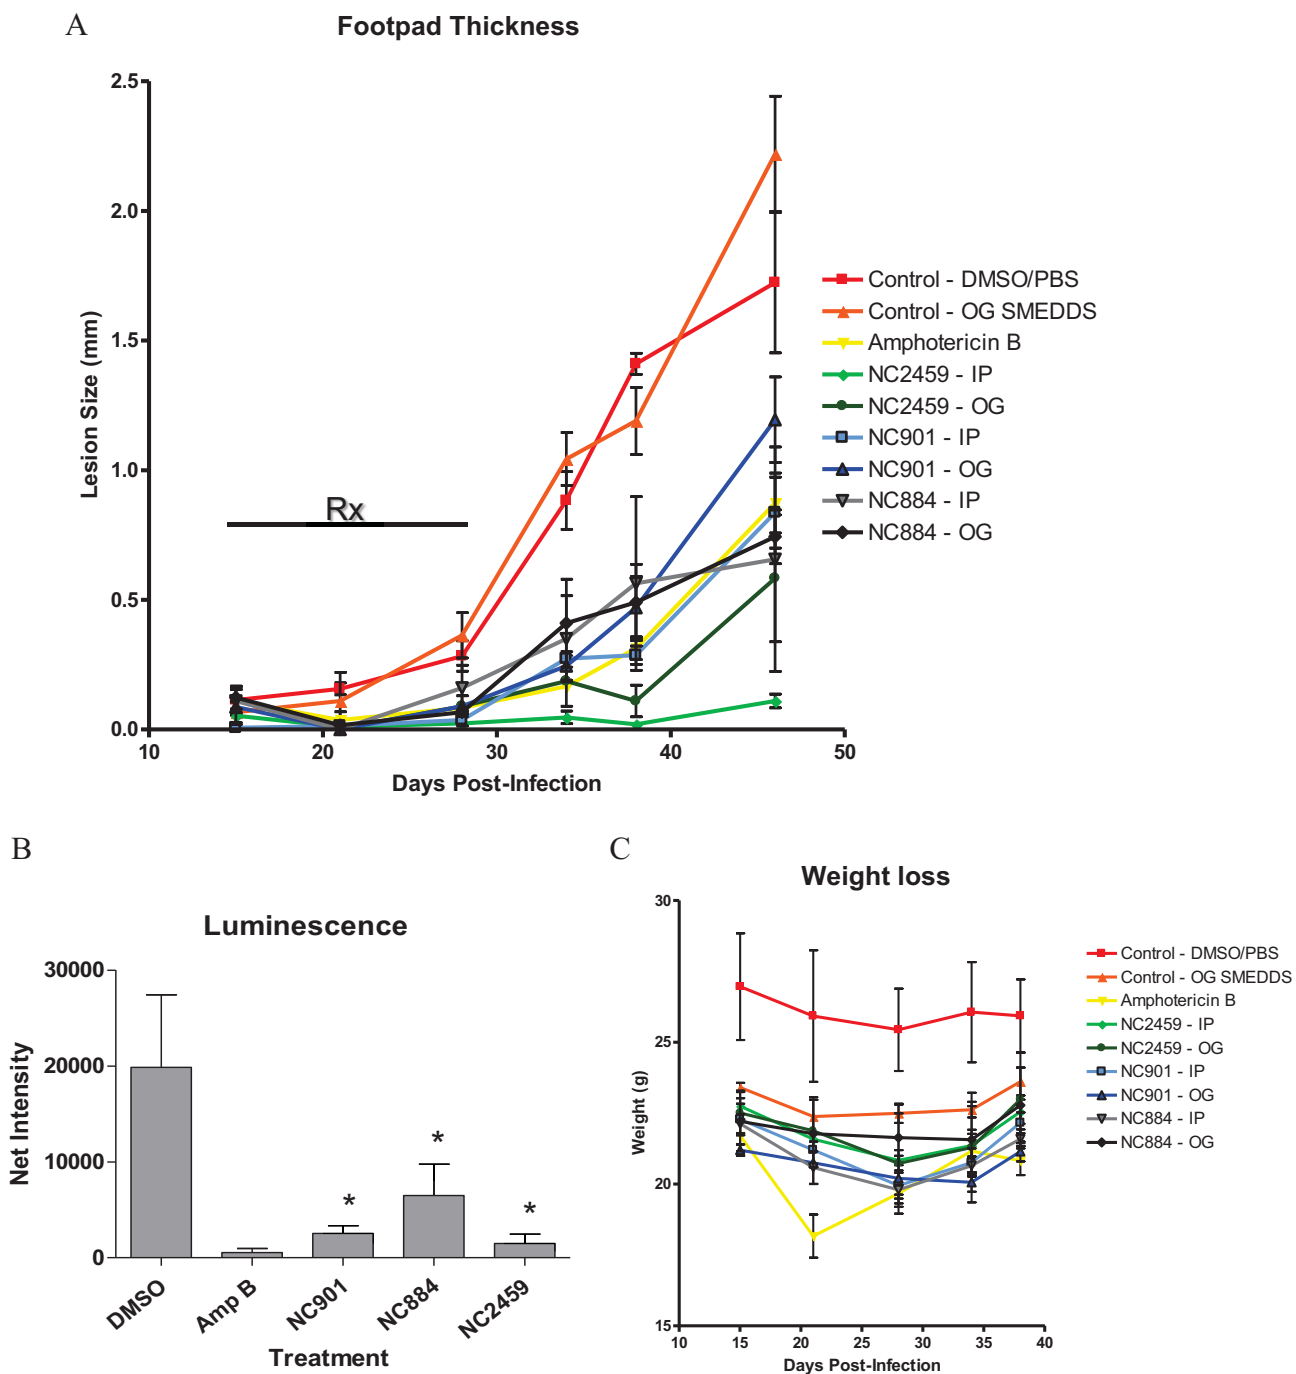 A
Footpad Thickness
2.5
2.0
1.5
1.0
0.5
0.0
Lesion Size (mm)
Rx
10
20
30
40
50
Days Post-Infection
Control - DMSO/PBS
Control - OG SMEDDS
Amphotericin B
NC2459 - IP
NC2459 - OG
NC901 - IP
NC901 - OG
NC884 - IP
NC884 - OG
B
Luminescence
30000
20000
10000
0
Net Intensity
*
*
*
DMSO
Amp B
NC901
NC884
NC2459
Treatment
C
Weight loss
30
25
20
15
Weight (g)
10
15
20
25
30
35
40
Days Post-Infection
Control - DMSO/PBS
Control - OG SMEDDS
Amphotericin B
NC2459 - IP
NC2459 - OG
NC901 - IP
NC901 - OG
NC884 - IP
NC884 - OG